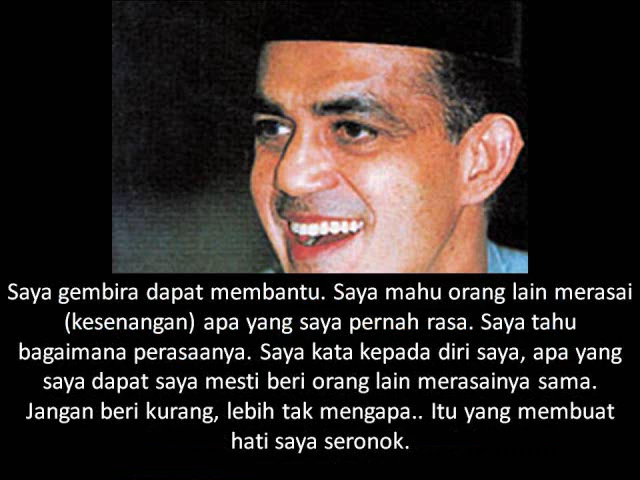 Saya gembira dapat membantu. Saya mahu orang lain merasai
(kesenangan) apa yang saya pernah rasa. Saya tahu
bagaimana perasaanya. Saya kata kepada diri saya, apa yang
saya dapat saya mesti beri orang lain merasainya sama.
Jangan beri kurang, lebih tak mengapa.. Itu yang membuat
hati saya seronok.